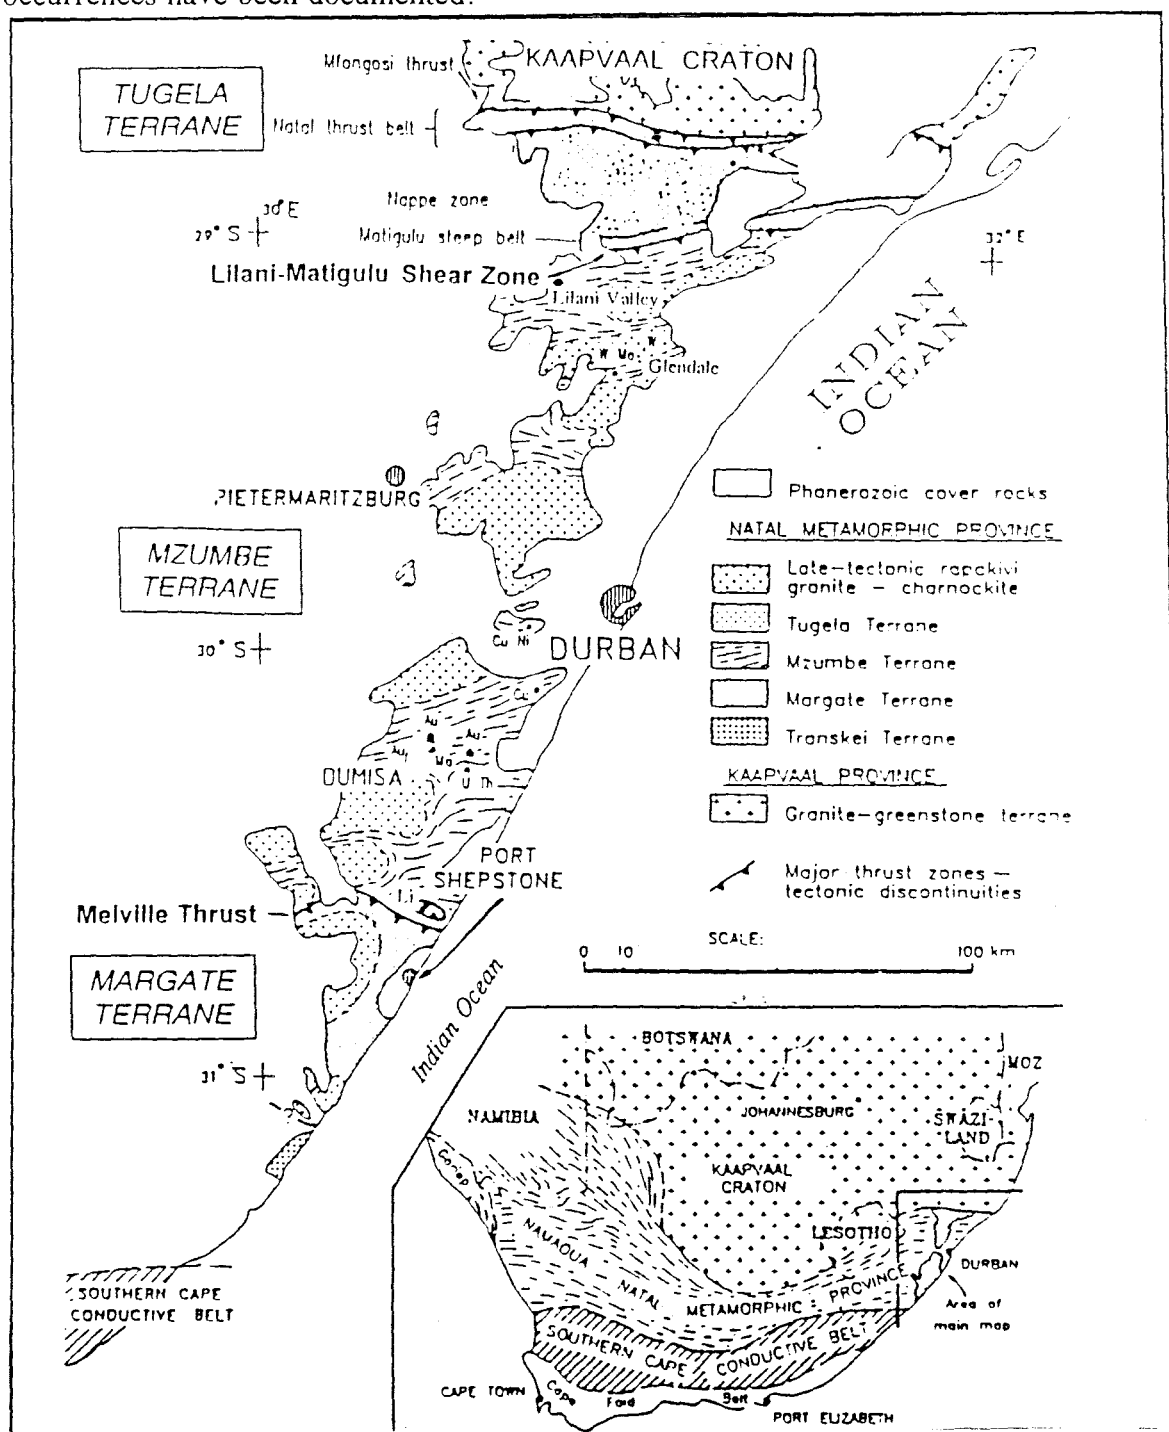 occurrences have been documented.
Mfongosi thrust
KAAPVAAL CRATON
TUGELA
TERRANE
Natal thrust belt
Nappe zone
30° E
29° S
Matigulu steep belt
32° E
Lilani-Matigulu Shear Zone
Lilani Valley
W Mo W
Glendale
INDIAN
OCEAN
PIETERMARITZBURG
MZUMBE
TERRANE
30° S
Cu Ni
DURBAN
Cu
Au
Au
Au
Mo
U Th
DUMISA
PORT
SHEPSTONE
Li
Melville Thrust
MARGATE
TERRANE
31° S
Indian Ocean
SOUTHERN CAPE
CONDUCTIVE BELT
Phanerozoic cover rocks
NATAL METAMORPHIC PROVINCE
Late-tectonic rapakivi
granite - charnockite
Tugela Terrane
Mzumbe Terrane
Margate Terrane
Transkei Terrane
KAAPVAAL PROVINCE
Granite-greenstone terrane
Major thrust zones -
tectonic discontinuities
SCALE:
0 10 100 km
BOTSWANA
MOZ
NAMIBIA
JOHANNESBURG
SWAZI-
LAND
Gariep
KAAPVAAL
CRATON
LESOTHO
NAMAQUA
NATAL METAMORPHIC PROVINCE
DURBAN
Area of
main map
SOUTHERN CAPE CONDUCTIVE BELT
CAPE TOWN
Cape Fold Belt
PORT ELIZABETH